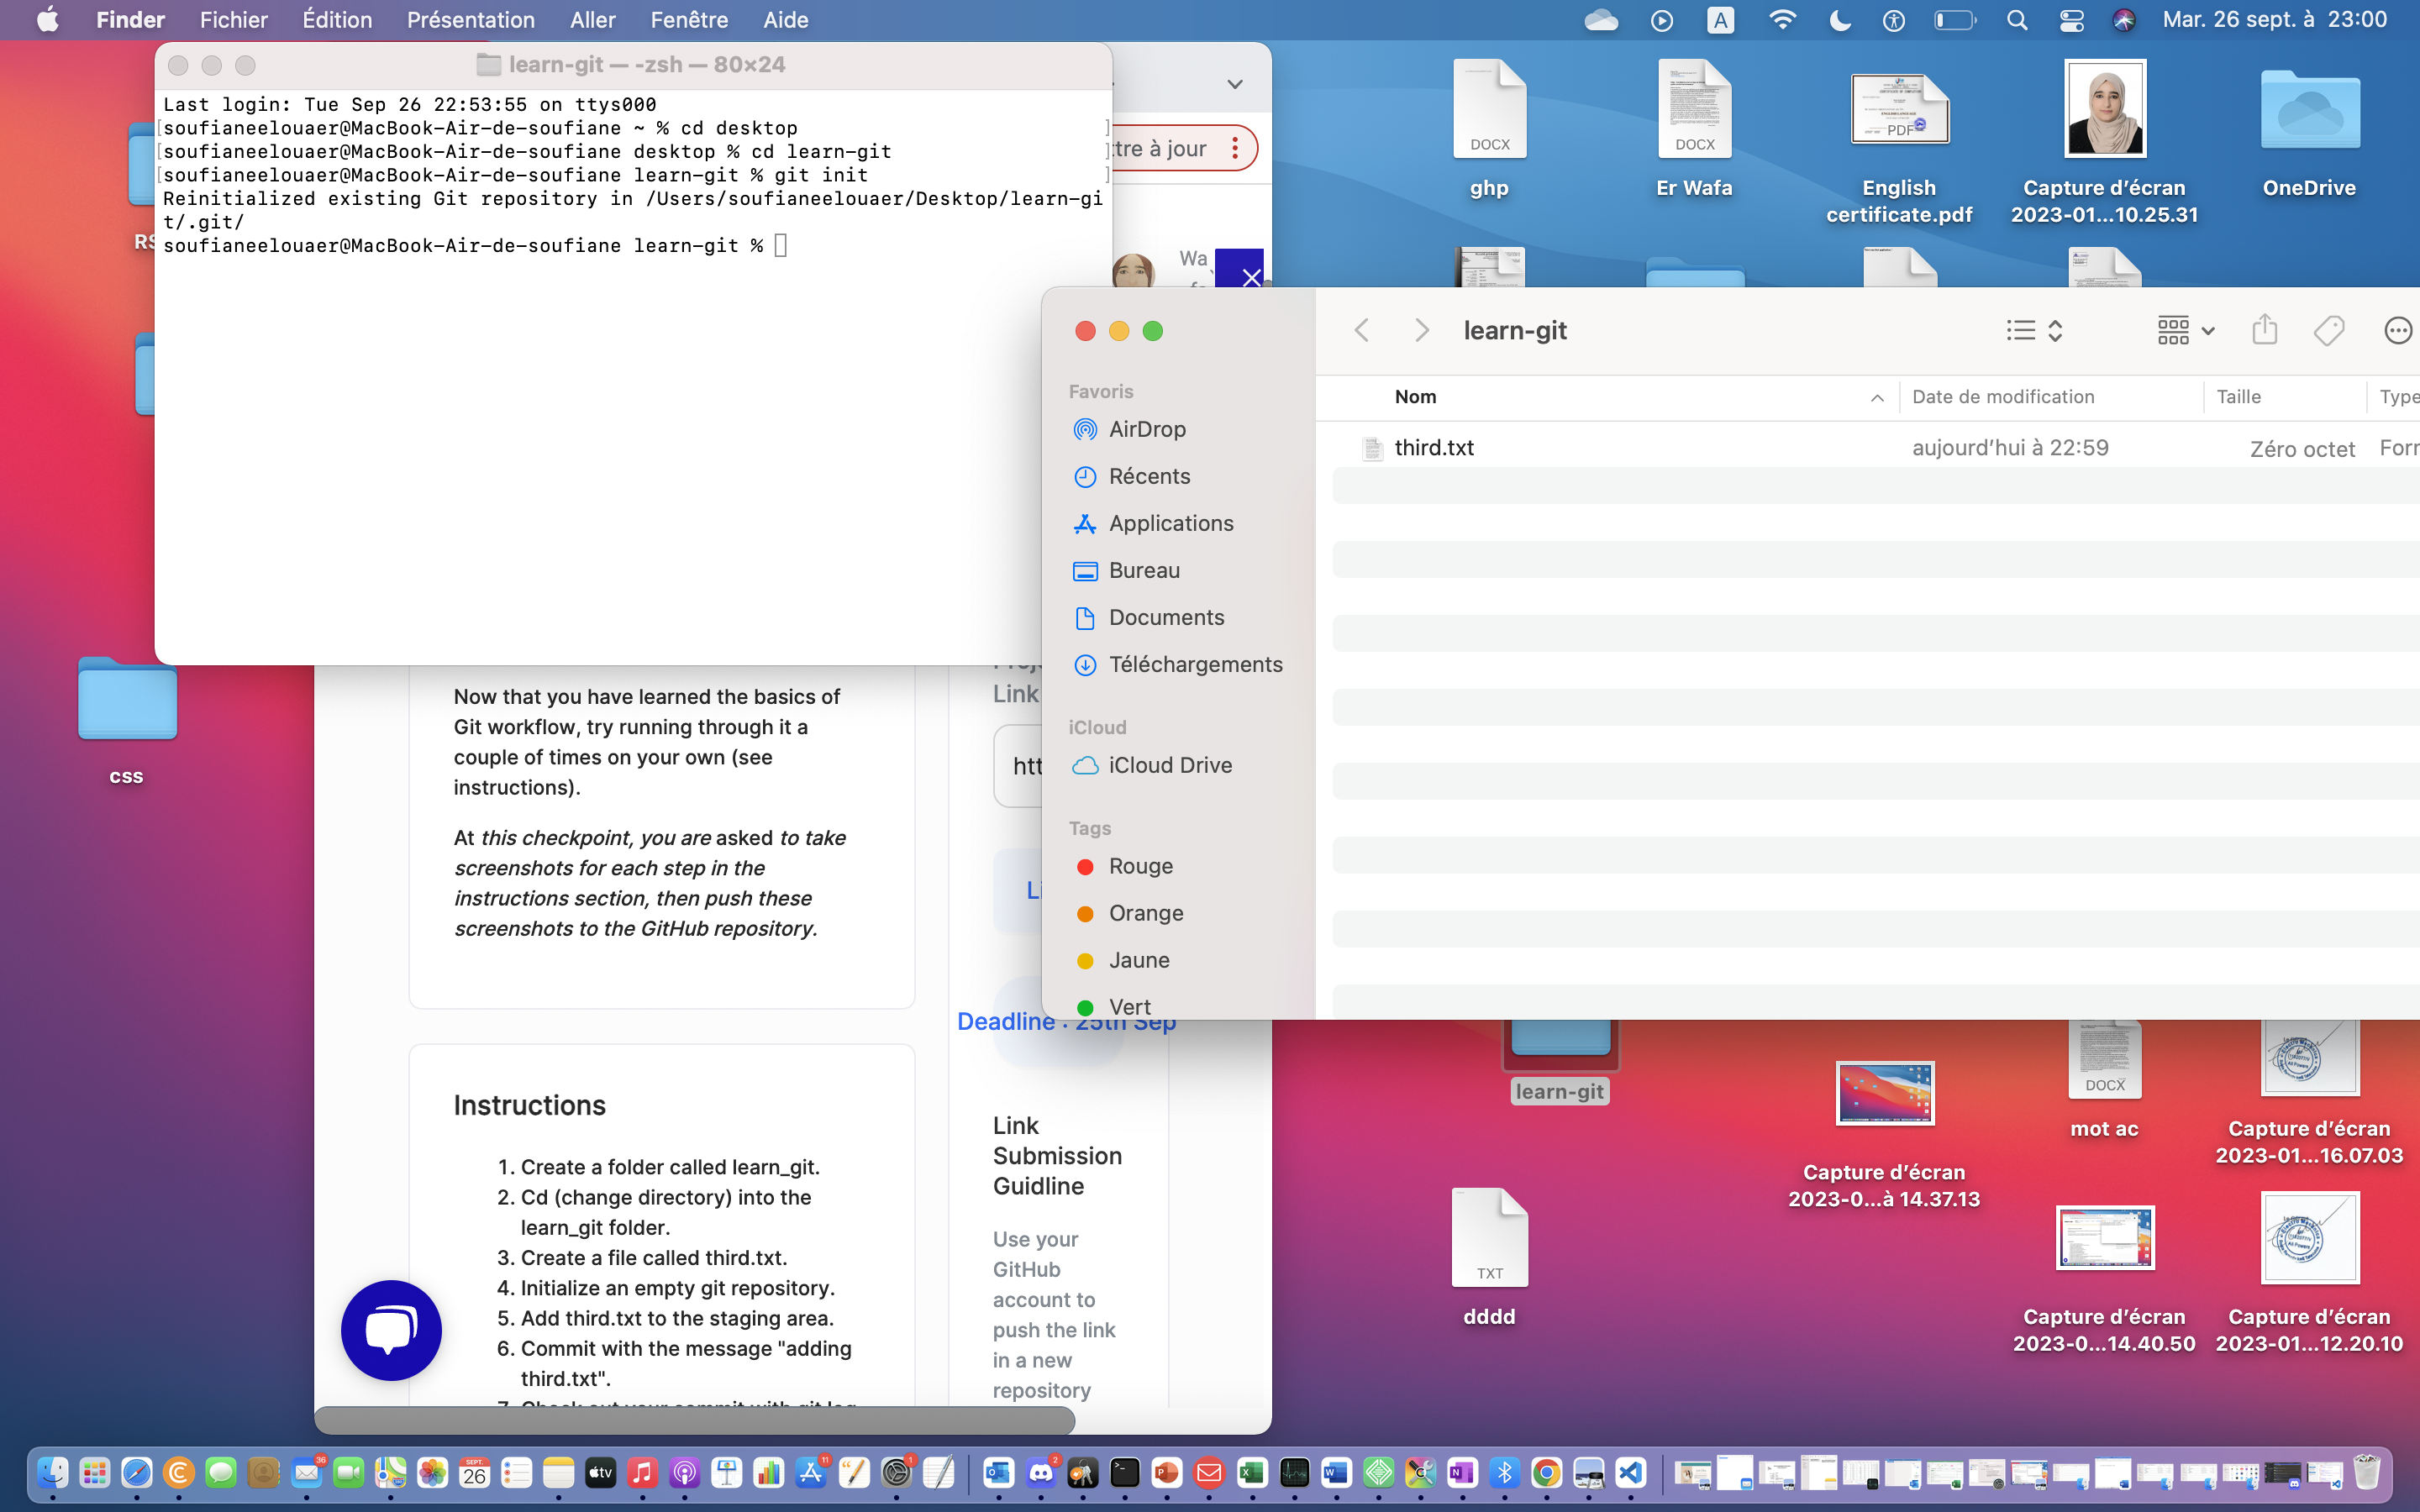 Finder Fichier Édition Présentation Aller Fenêtre Aide
A
Mar. 26 sept. à 23:00
learn-git — -zsh — 80×24
Last login: Tue Sep 26 22:53:55 on ttys000
[soufianeelouaer@MacBook-Air-de-soufiane ~ % cd desktop ]
[soufianeelouaer@MacBook-Air-de-soufiane desktop % cd learn-git ]
[soufianeelouaer@MacBook-Air-de-soufiane learn-git % git init ]
Reinitialized existing Git repository in /Users/soufianeelouaer/Desktop/learn-gi
t/.git/
soufianeelouaer@MacBook-Air-de-soufiane learn-git %
tre à jour
Wa
RS
css
DOCX
ghp
DOCX
Er Wafa
PDF
English
certificate.pdf
Capture d'écran
2023-01...10.25.31
OneDrive
learn-git
Nom
Date de modification
Taille
Type
third.txt
aujourd'hui à 22:59
Zéro octet
Forr
Favoris
AirDrop
Récents
Applications
Bureau
Documents
Téléchargements
iCloud
iCloud Drive
Tags
Rouge
Orange
Jaune
Vert
Now that you have learned the basics of
Git workflow, try running through it a
couple of times on your own (see
instructions).
At this checkpoint, you are asked to take
screenshots for each step in the
instructions section, then push these
screenshots to the GitHub repository.
Instructions
1. Create a folder called learn_git.
2. Cd (change directory) into the
learn_git folder.
3. Create a file called third.txt.
4. Initialize an empty git repository.
5. Add third.txt to the staging area.
6. Commit with the message "adding
third.txt".
7. Check out your commit with git log
Link
htt
Li
Deadline : 25th Sep
Link
Submission
Guidline
Use your
GitHub
account to
push the link
in a new
repository
learn-git
TXT
dddd
Capture d'écran
2023-0...à 14.37.13
DOCX
mot ac
Capture d'écran
2023-01...16.07.03
Capture d'écran
2023-0...14.40.50
Capture d'écran
2023-01...12.20.10
36
SEPT.
26
tv
11
1
2